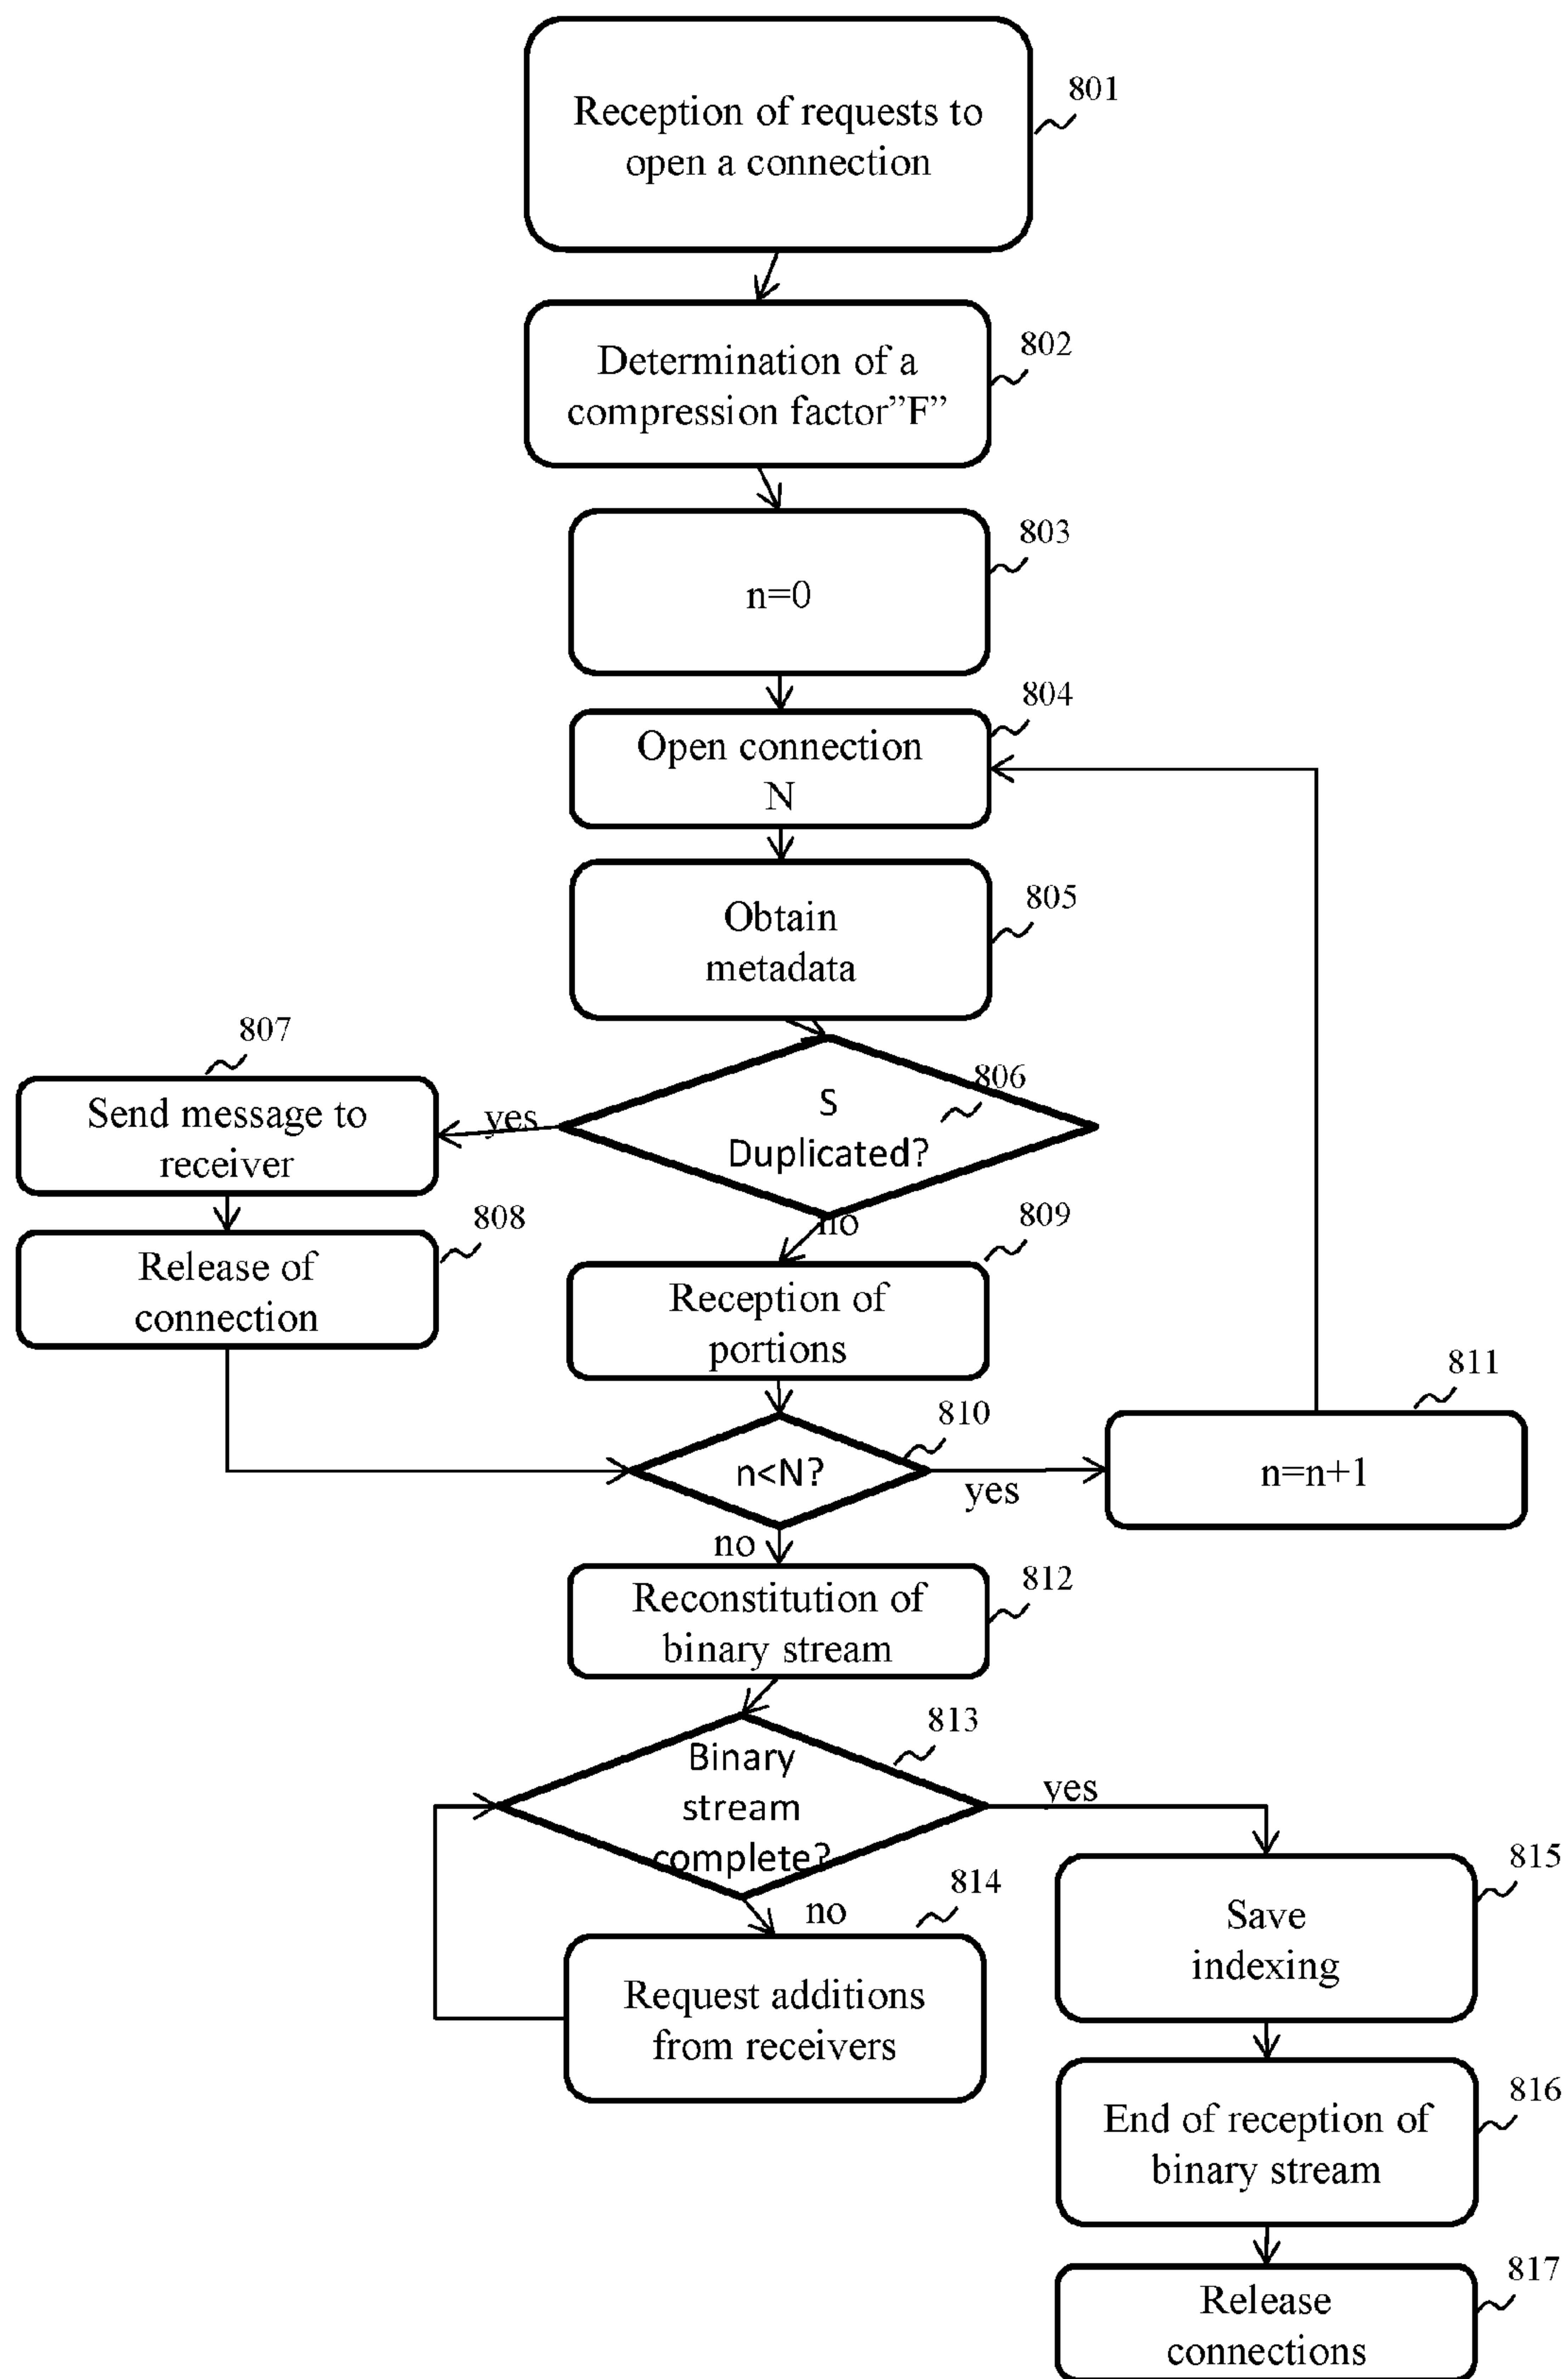 Reception of requests to
open a connection
801
Determination of a
compression factor”F”
802
n=0
803
Open connection
N
804
Obtain
metadata
805
S
Duplicated?
806
yes
no
Send message to
receiver
807
Release of
connection
808
Reception of
portions
809
n<N?
810
yes
no
n=n+1
811
Reconstitution of
binary stream
812
Binary
stream
complete?
813
yes
no
Request additions
from receivers
814
Save
indexing
815
End of reception of
binary stream
816
Release
connections
817